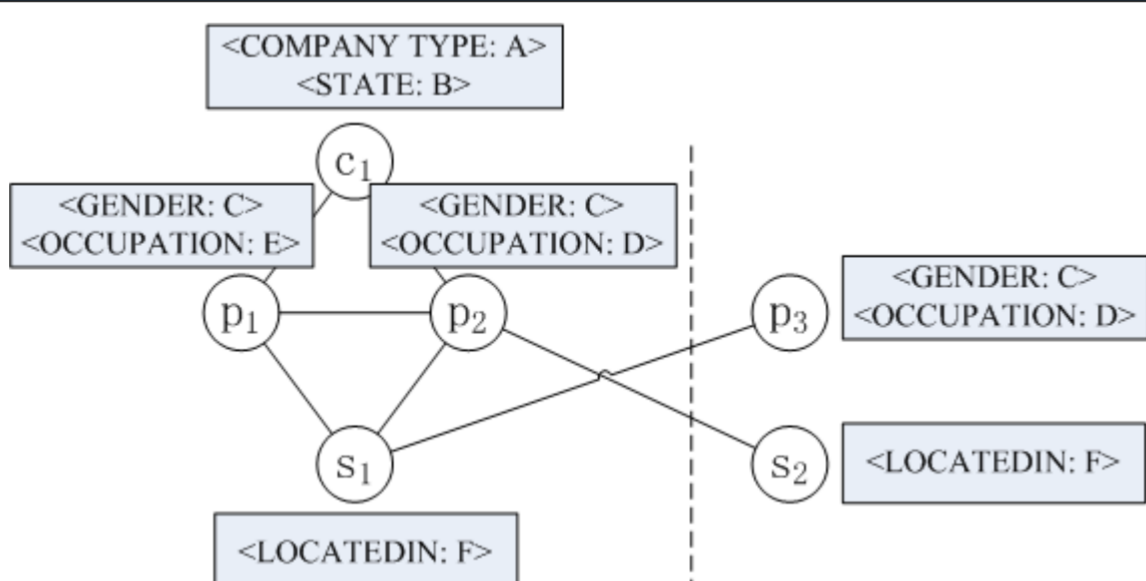 <COMPANY TYPE: A>
<STATE: B>
c1
<GENDER: C>
<OCCUPATION: E>
<GENDER: C>
<OCCUPATION: D>
p1
p2
p3
<GENDER: C>
<OCCUPATION: D>
s1
s2
<LOCATEDIN: F>
<LOCATEDIN: F>